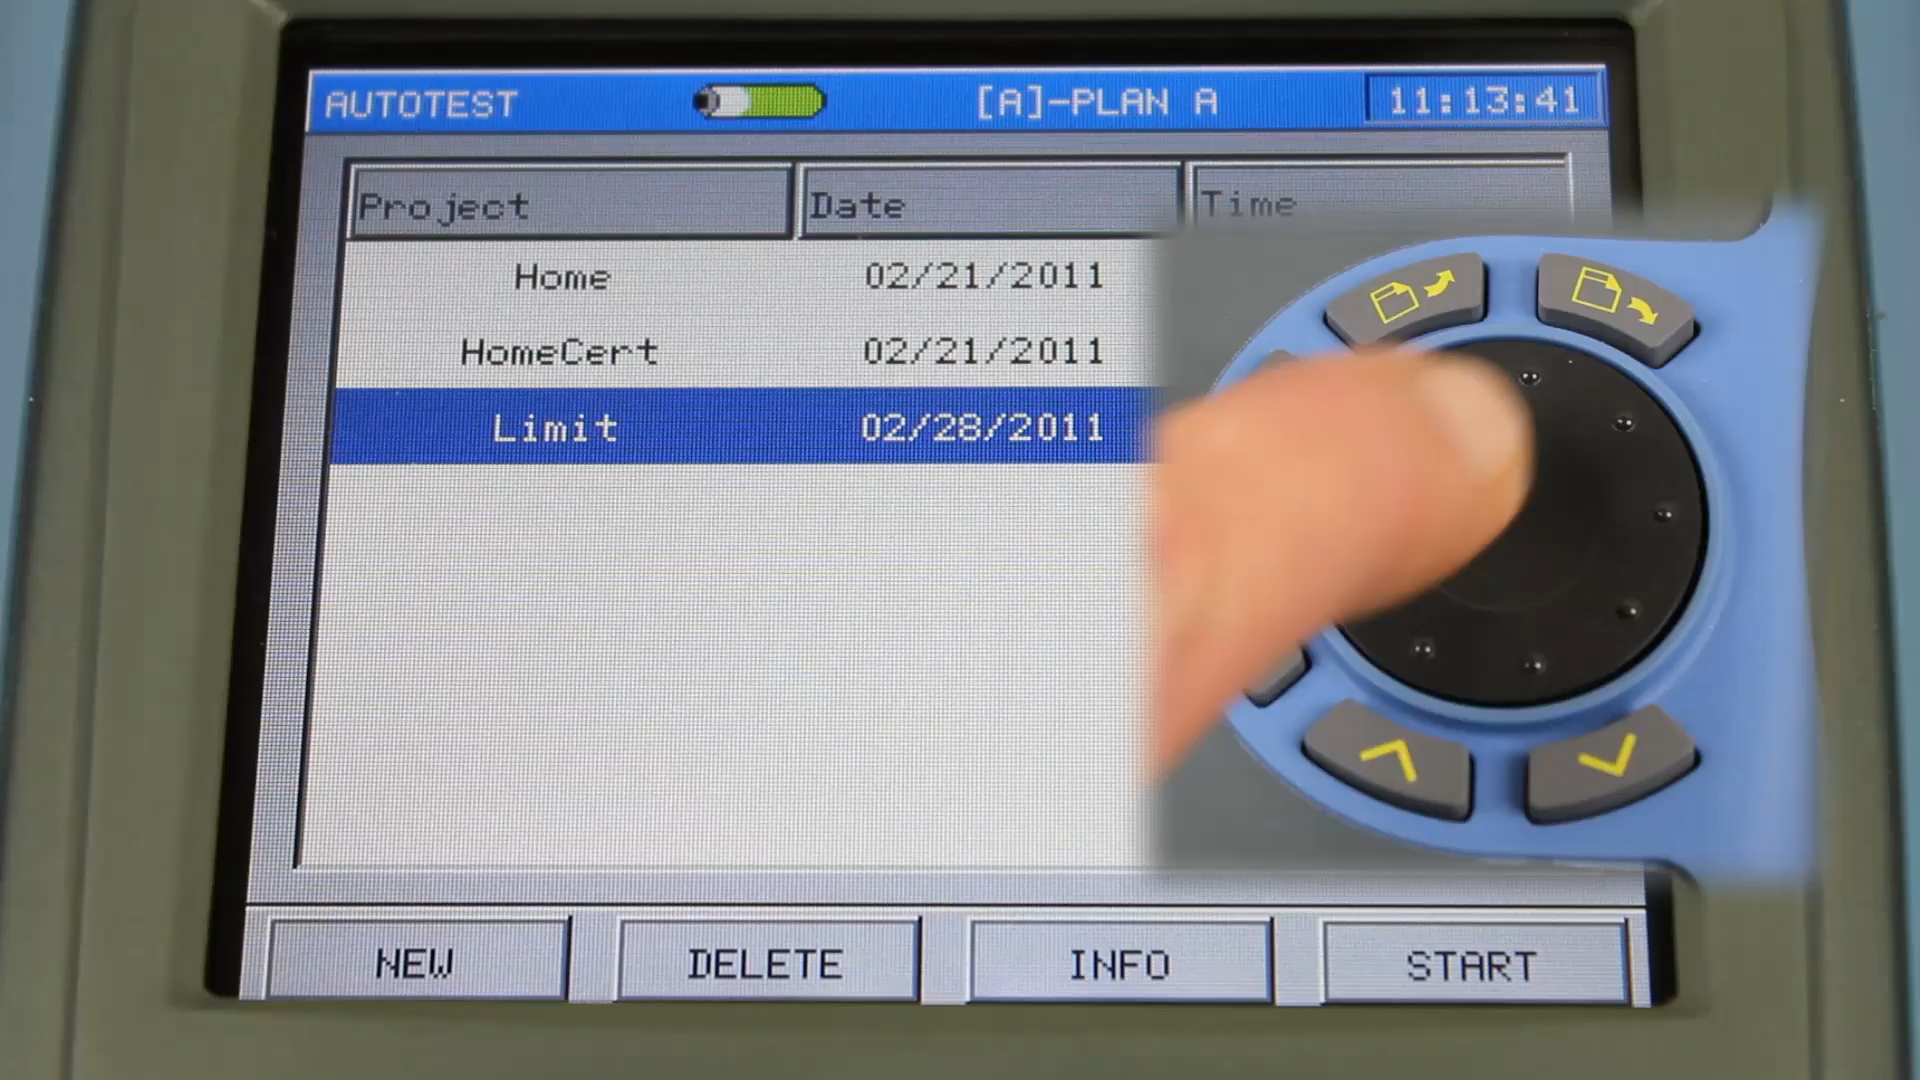 AUTOTEST [A]-PLAN A 11:13:41
Project Date Time
Home 02/21/2011
HomeCert 02/21/2011
Limit 02/28/2011
NEW DELETE INFO START